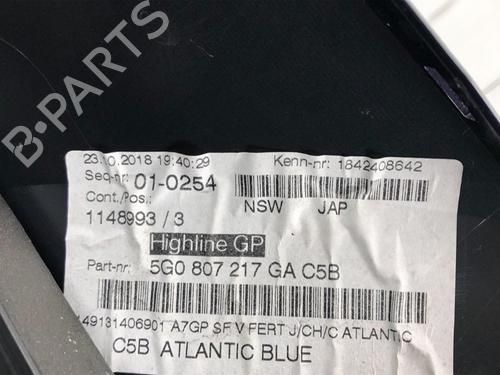 B-PARTS
23.10.2018 19:40:29 Kenn-nr: 1842408642
Seq-nr: 01-0254
Cont./Pos.: NSW JAP
1148993 / 3
Highline GP
Part-nr: 5G0 807 217 GA C5B
49131406901 A7GP SF V FERT J/CH/C ATLANTIC
C5B ATLANTIC BLUE